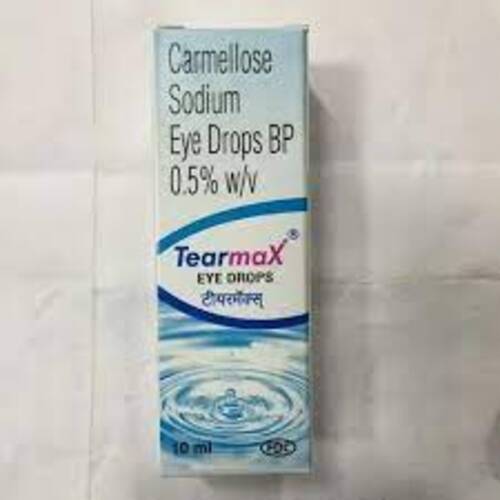 Carmellose
Sodium
Eye Drops BP
0.5% w/v
TearmaX®
EYE DROPS
टीयरमॅक्स्
10 ml
FDC